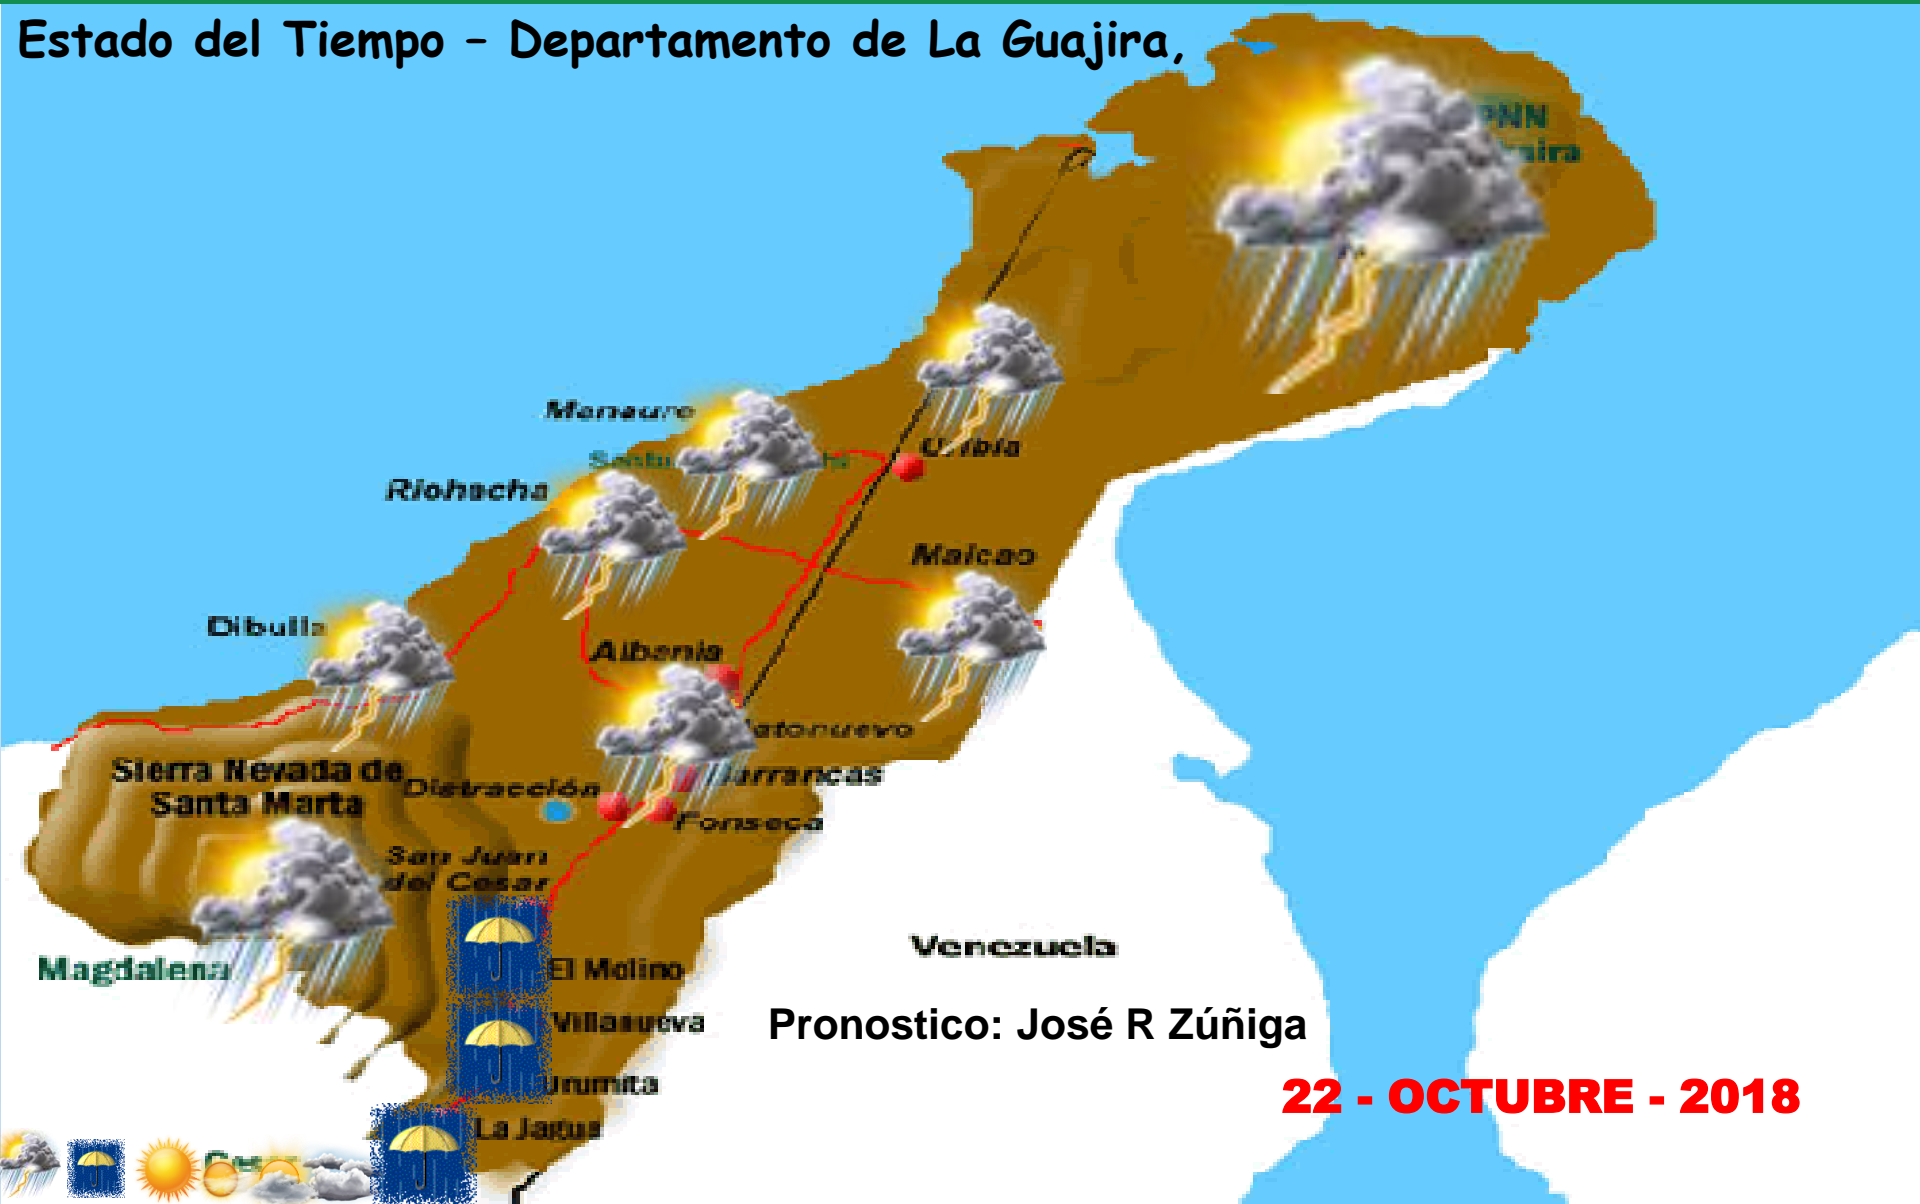 Estado del Tiempo – Departamento de La Guajira,
PNN
Manaure
Riohacha
Uribia
Maicao
Dibulla
Albania
Sierra Nevada de
Santa Marta
Distracción
Fonseca
San Juan
del Cesar
Magdalena
El Molino
Venezuela
Villanueva
Pronostico: José R Zúñiga
Urumita
22 - OCTUBRE - 2018
La Jagua